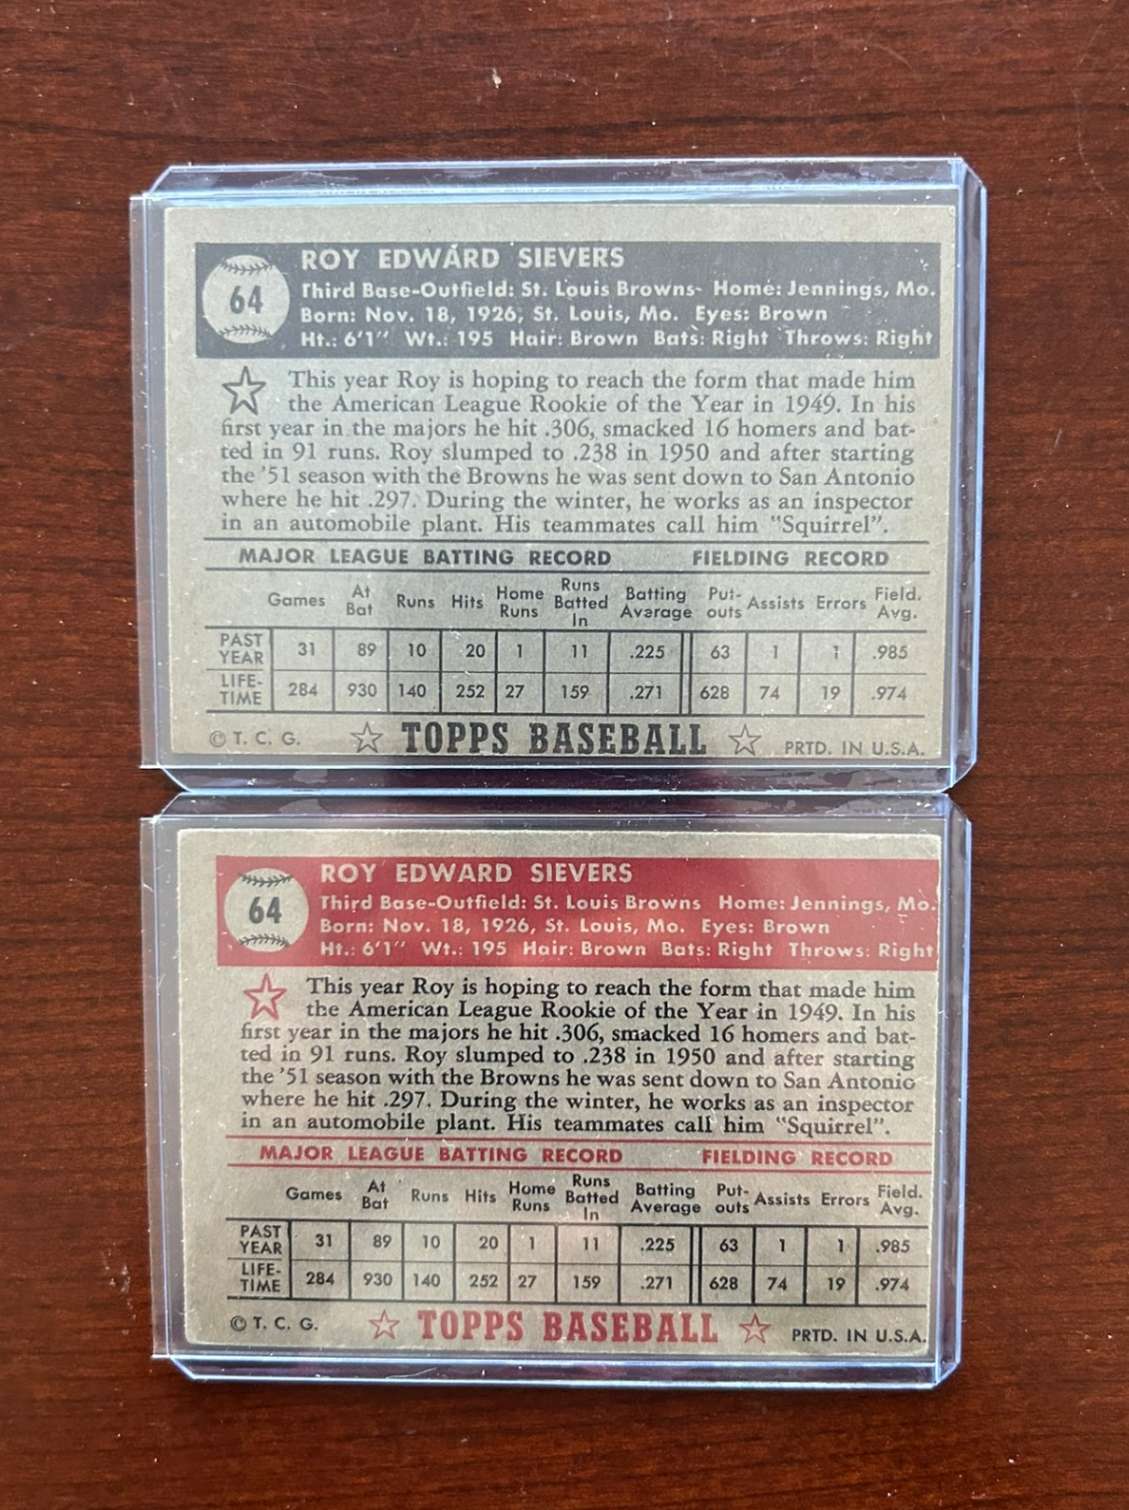 ROY EDWARD SIEVERS
64
Third Base-Outfield: St. Louis Browns Home: Jennings, Mo.
Born: Nov. 18, 1926, St. Louis, Mo. Eyes: Brown
Ht.: 6'1" Wt.: 195 Hair: Brown Bats: Right Throws: Right
This year Roy is hoping to reach the form that made him
the American League Rookie of the Year in 1949. In his
first year in the majors he hit .306, smacked 16 homers and bat-
ted in 91 runs. Roy slumped to .238 in 1950 and after starting
the '51 season with the Browns he was sent down to San Antonio
where he hit .297. During the winter, he works as an inspector
in an automobile plant. His teammates call him "Squirrel".
MAJOR LEAGUE BATTING RECORD FIELDING RECORD
Games At Bat Runs Hits Home Runs Runs Batted In Batting Average Put-outs Assists Errors Field. Avg.
PAST YEAR 31 89 10 20 1 11 .225 63 1 1 .985
LIFE-TIME 284 930 140 252 27 159 .271 628 74 19 .974
© T. C. G. TOPPS BASEBALL PRTD. IN U.S.A.
ROY EDWARD SIEVERS
64
Third Base-Outfield: St. Louis Browns Home: Jennings, Mo.
Born: Nov. 18, 1926, St. Louis, Mo. Eyes: Brown
Ht.: 6'1" Wt.: 195 Hair: Brown Bats: Right Throws: Right
This year Roy is hoping to reach the form that made him
the American League Rookie of the Year in 1949. In his
first year in the majors he hit .306, smacked 16 homers and bat-
ted in 91 runs. Roy slumped to .238 in 1950 and after starting
the '51 season with the Browns he was sent down to San Antonio
where he hit .297. During the winter, he works as an inspector
in an automobile plant. His teammates call him "Squirrel".
MAJOR LEAGUE BATTING RECORD FIELDING RECORD
Games At Bat Runs Hits Home Runs Runs Batted In Batting Average Put-outs Assists Errors Field. Avg.
PAST YEAR 31 89 10 20 1 11 .225 63 1 1 .985
LIFE-TIME 284 930 140 252 27 159 .271 628 74 19 .974
© T. C. G. TOPPS BASEBALL PRTD. IN U.S.A.